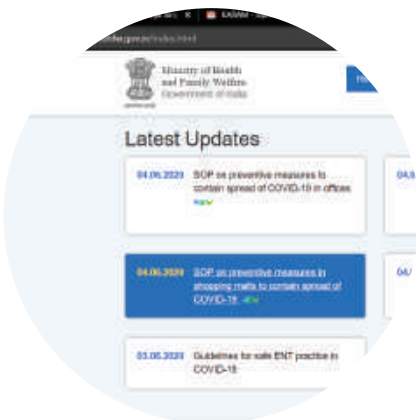 Ministry of Health
and Family Welfare
Government of India
Latest Updates
04.06.2020 SOP on preventive measures to
contain spread of COVID-19 in offices
04.06.2020 SOP on preventive measures in
shopping malls to contain spread of
COVID-19
03.06.2020 Guidelines for safe ENT practice in
COVID-19